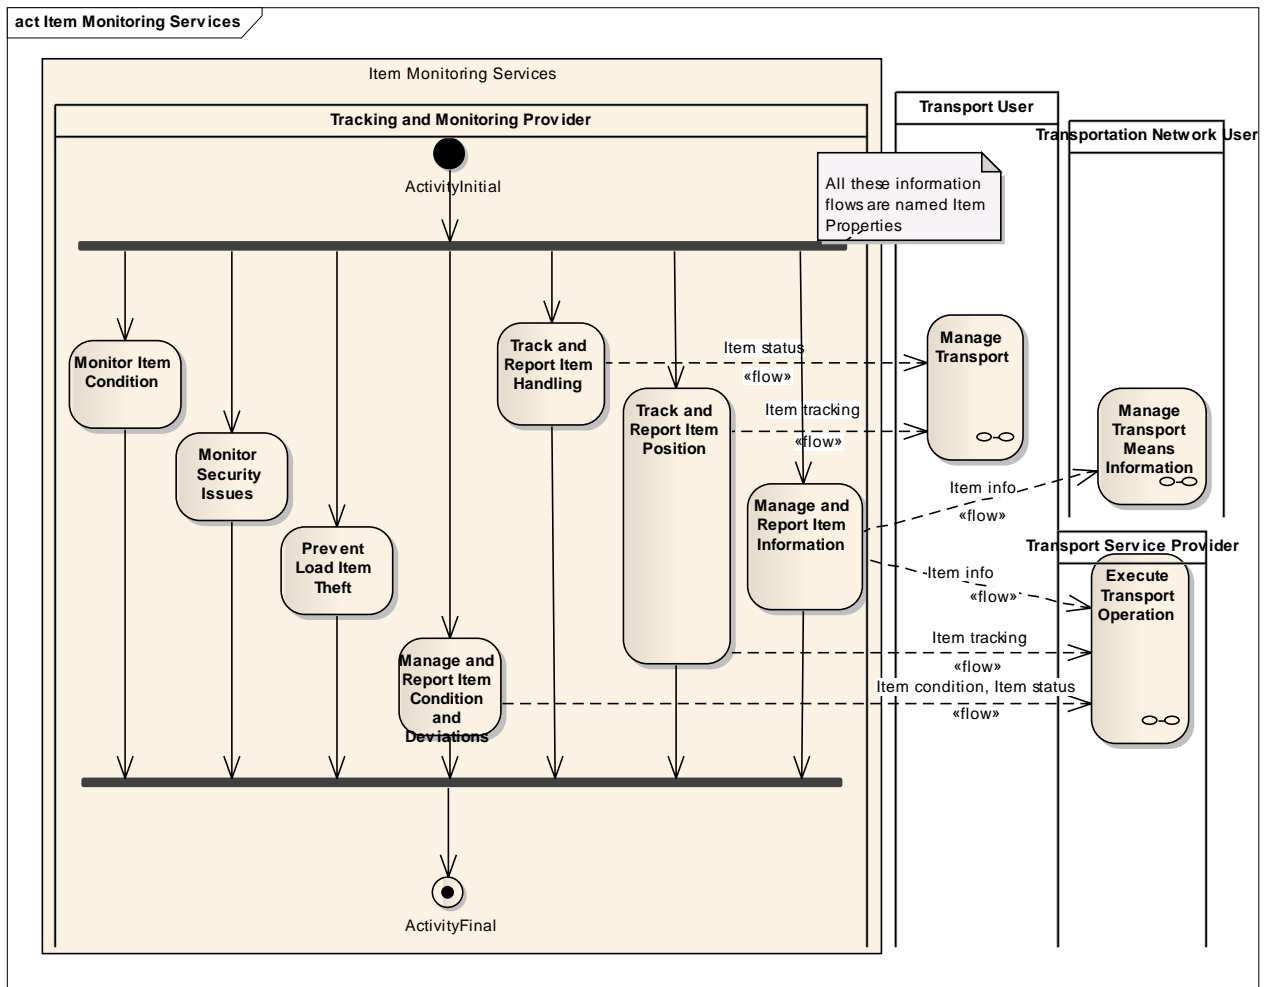 act Item Monitoring Services
Item Monitoring Services
Tracking and Monitoring Provider
Transport User
Transportation Network User
ActivityInitial
All these information
flows are named Item
Properties
Monitor Item
Condition
Monitor
Security
Issues
Prevent
Load Item
Theft
Manage and
Report Item
Condition
and
Deviations
Track and
Report Item
Handling
Track and
Report Item
Position
Manage and
Report Item
Information
Item status
«flow»
Item tracking
«flow»
Manage
Transport
Manage
Transport
Means
Information
Item info
«flow»
Transport Service Provider
Item info
«flow»
Execute
Transport
Operation
Item tracking
«flow»
Item condition, Item status
«flow»
ActivityFinal